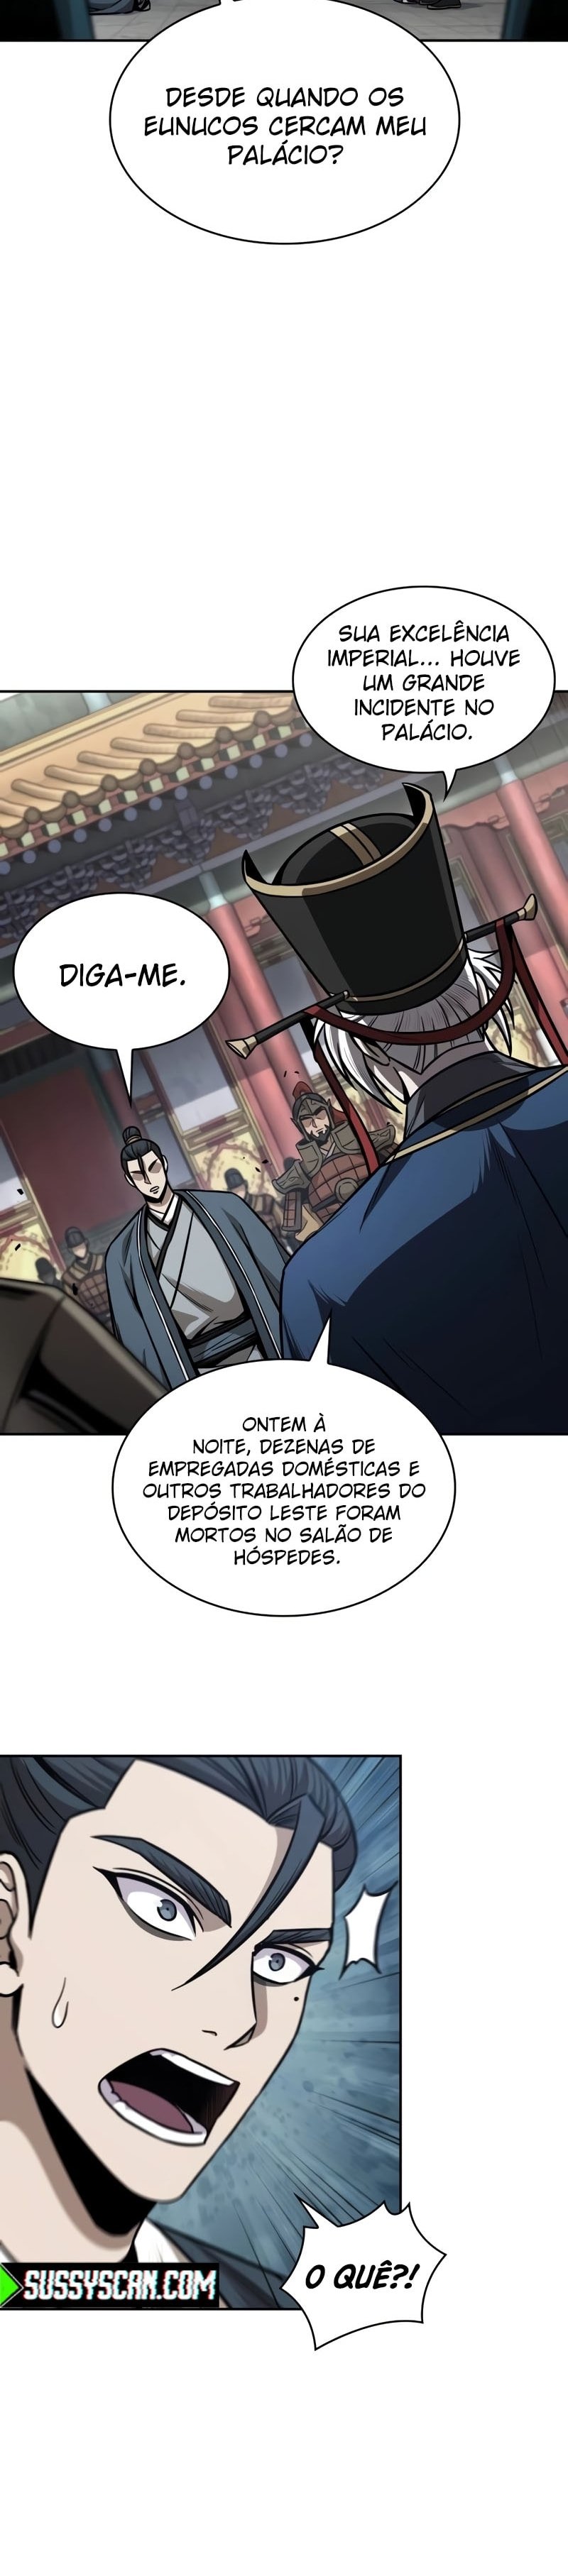 DESDE QUANDO OS
EUNUCOS CERCAM MEU
PALÁCIO?
SUA EXCELÊNCIA
IMPERIAL... HOUVE
UM GRANDE
INCIDENTE NO
PALÁCIO.
DIGA-ME.
ONTEM À
NOITE, DEZENAS DE
EMPREGADAS DOMÉSTICAS E
OUTROS TRABALHADORES DO
DEPÓSITO LESTE FORAM
MORTOS NO SALÃO DE
HÓSPEDES.
O QUÊ?!
SUSSYSCAN.COM